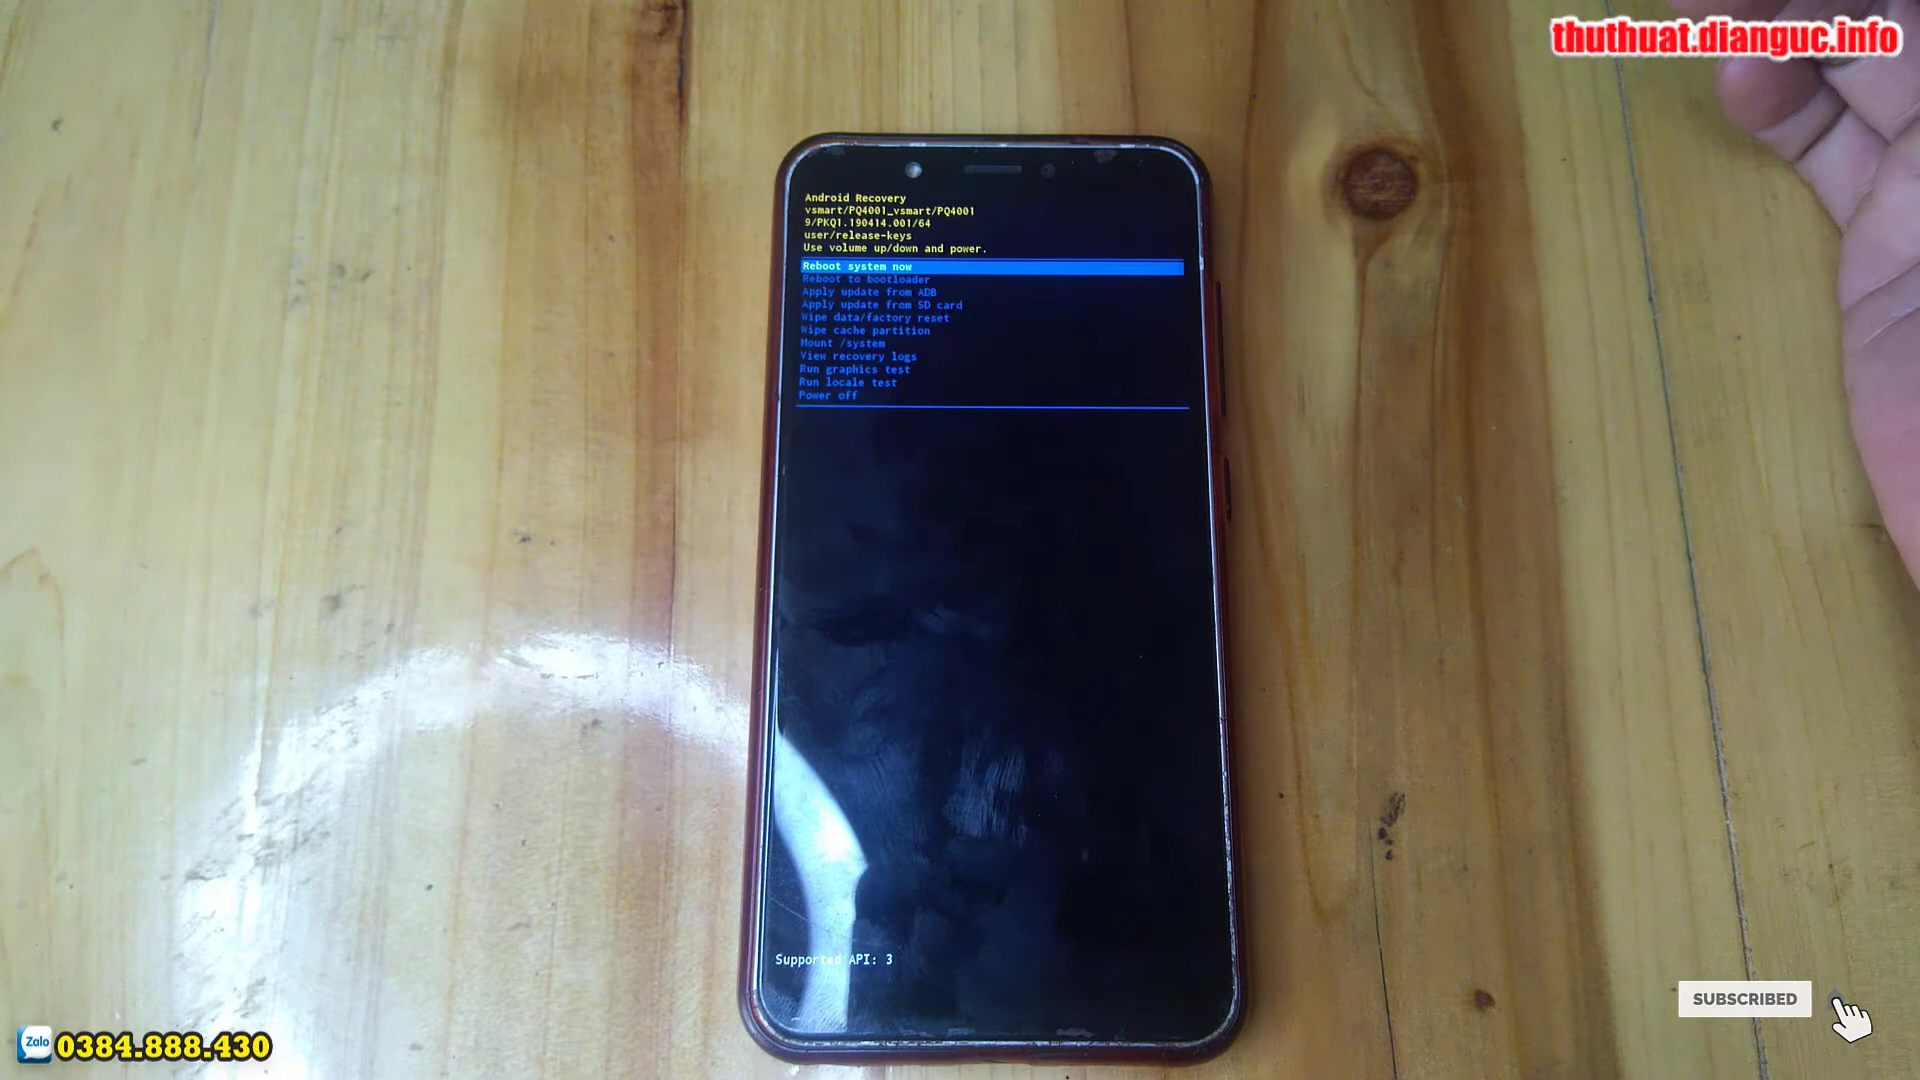 thuthuat.dianguc.info
Android Recovery
vsmart/PQ4001_vsmart/PQ4001
9/PKQ1.190414.001/64
user/release-keys
Use volume up/down and power.
Reboot system now
Reboot to bootloader
Apply update from ADB
Apply update from SD card
Wipe data/factory reset
Wipe cache partition
Mount /system
View recovery logs
Run graphics test
Run locale test
Power off
Supported API: 3
SUBSCRIBED
Zalo 0384.888.430